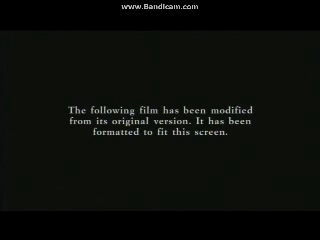 www.Bandicam.com
The following film has been modified
from its original version. It has been
formatted to fit this screen.